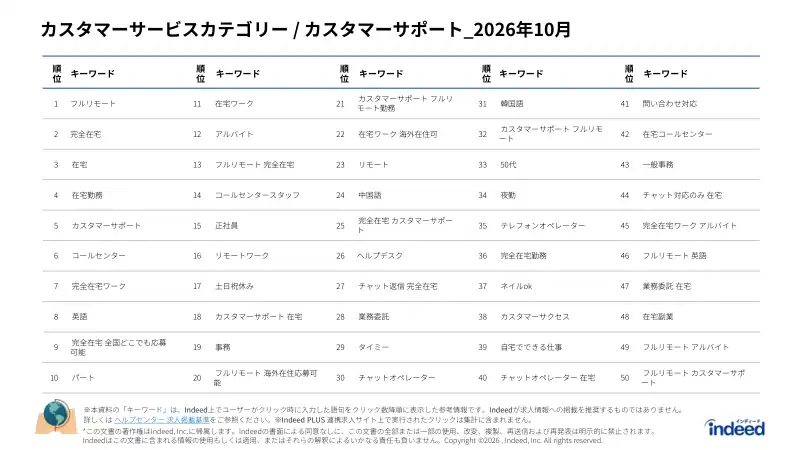 カスタマーサービスカテゴリー / カスタマーサポート_2026年10月
順位 キーワード 順位 キーワード 順位 キーワード 順位 キーワード 順位 キーワード
1 フルリモート 11 在宅ワーク 21 カスタマーサポート フルリモート勤務 31 韓国語 41 問い合わせ対応
2 完全在宅 12 アルバイト 22 在宅ワーク 海外在住可 32 カスタマーサポート フルリモート 42 在宅コールセンター
3 在宅 13 フルリモート 完全在宅 23 リモート 33 50代 43 一般事務
4 在宅勤務 14 コールセンタースタッフ 24 中国語 34 夜勤 44 チャット対応のみ 在宅
5 カスタマーサポート 15 正社員 25 完全在宅 カスタマーサポート 35 テレフォンオペレーター 45 完全在宅ワーク アルバイト
6 コールセンター 16 リモートワーク 26 ヘルプデスク 36 完全在宅勤務 46 フルリモート 英語
7 完全在宅ワーク 17 土日祝休み 27 チャット返信 完全在宅 37 ネイルok 47 業務委託 在宅
8 英語 18 カスタマーサポート 在宅 28 業務委託 38 カスタマーサクセス 48 在宅副業
9 完全在宅 全国どこでも応募可能 19 事務 29 タイミー 39 自宅でできる仕事 49 フルリモート アルバイト
10 パート 20 フルリモート 海外在住応募可能 30 チャットオペレーター 40 チャットオペレーター 在宅 50 フルリモート カスタマーサポート
※本資料の「キーワード」は、Indeed上でユーザーがクリック時に入力した語句をクリック数降順に表示した参考情報です。Indeedが求人情報への掲載を推奨するものではありません。
詳しくは ヘルプセンター 求人掲載基準をご参照ください。※Indeed PLUS 連携求人サイト上で実行されたクリックは集計に含まれません。
*この文書の著作権はIndeed, Inc.に帰属します。Indeedの書面による同意なしに、この文書の全部または一部の使用、改変、複製、再送信および再発表は明示的に禁止されます。
Indeedはこの文書に含まれる情報の使用もしくは適用、またはそれらの解釈によるいかなる責任も負いません。Copyright ©2026 , Indeed, Inc. All rights reserved.
インディード
indeed